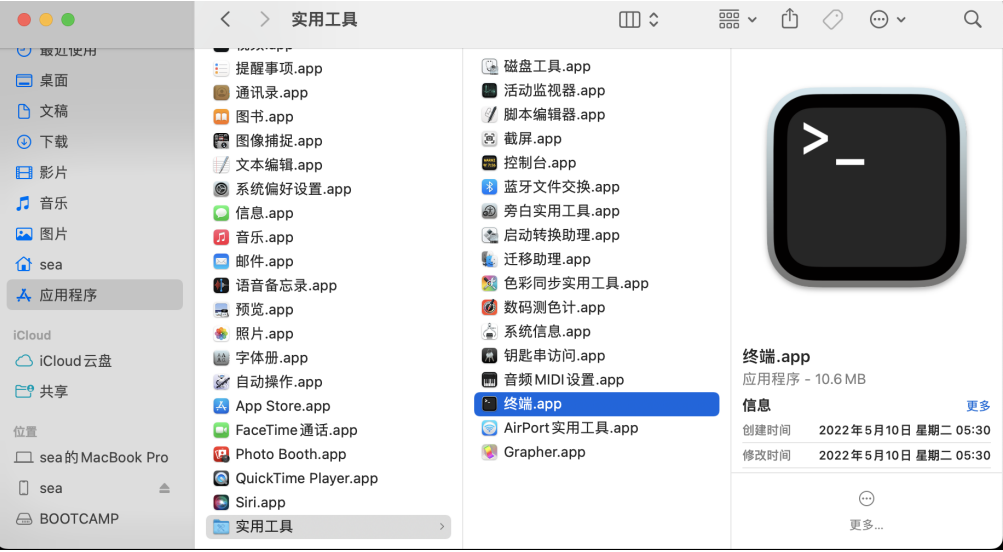 实用工具
最近使用
桌面
文稿
下载
影片
音乐
图片
sea
应用程序
iCloud
iCloud云盘
共享
位置
sea的MacBook Pro
sea
BOOTCAMP
提醒事项.app
通讯录.app
图书.app
图像捕捉.app
文本编辑.app
系统偏好设置.app
信息.app
音乐.app
邮件.app
语音备忘录.app
预览.app
照片.app
字体册.app
自动操作.app
App Store.app
FaceTime通话.app
Photo Booth.app
QuickTime Player.app
Siri.app
实用工具
磁盘工具.app
活动监视器.app
脚本编辑器.app
截屏.app
控制台.app
蓝牙文件交换.app
旁白实用工具.app
启动转换助理.app
迁移助理.app
色彩同步实用工具.app
数码测色计.app
系统信息.app
钥匙串访问.app
音频MIDI设置.app
终端.app
AirPort实用工具.app
Grapher.app
>_
终端.app
应用程序 - 10.6 MB
信息 更多
创建时间 2022年5月10日 星期二 05:30
修改时间 2022年5月10日 星期二 05:30
更多...